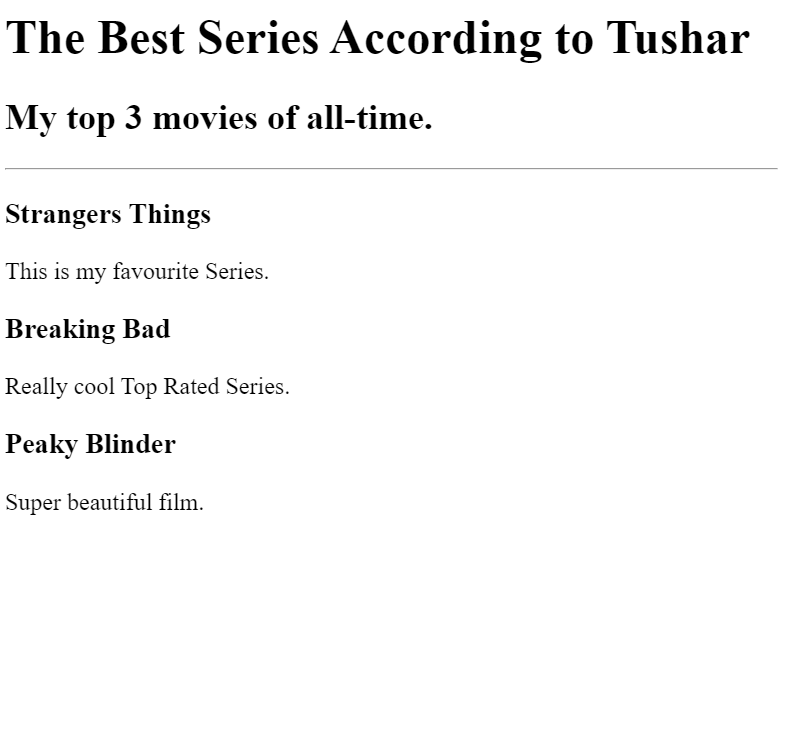 The Best Series According to Tushar
My top 3 movies of all-time.
Strangers Things
This is my favourite Series.
Breaking Bad
Really cool Top Rated Series.
Peaky Blinder
Super beautiful film.